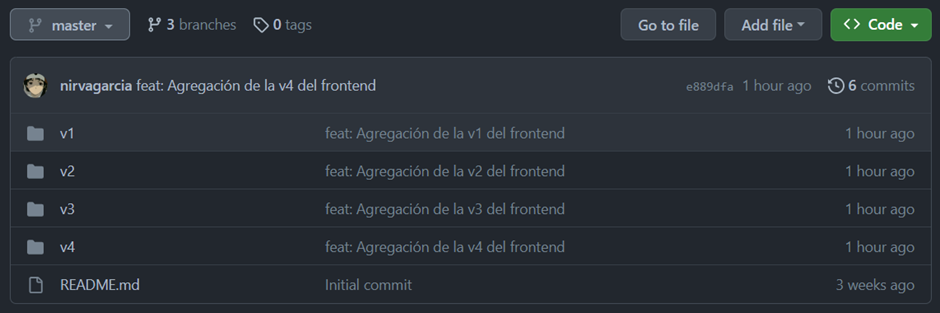 master 3 branches 0 tags Go to file Add file Code
nirvagarcia feat: Agregación de la v4 del frontend e889dfa 1 hour ago 6 commits
v1 feat: Agregación de la v1 del frontend 1 hour ago
v2 feat: Agregación de la v2 del frontend 1 hour ago
v3 feat: Agregación de la v3 del frontend 1 hour ago
v4 feat: Agregación de la v4 del frontend 1 hour ago
README.md Initial commit 3 weeks ago